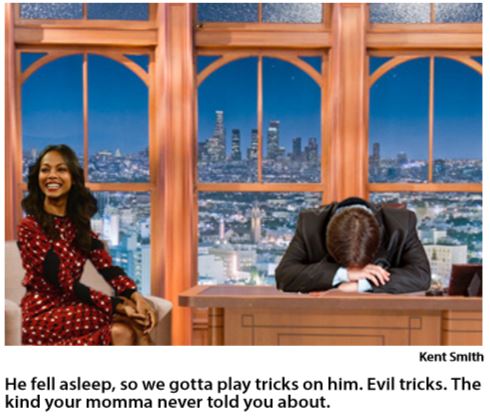 Kent Smith
He fell asleep, so we gotta play tricks on him. Evil tricks. The
kind your momma never told you about.